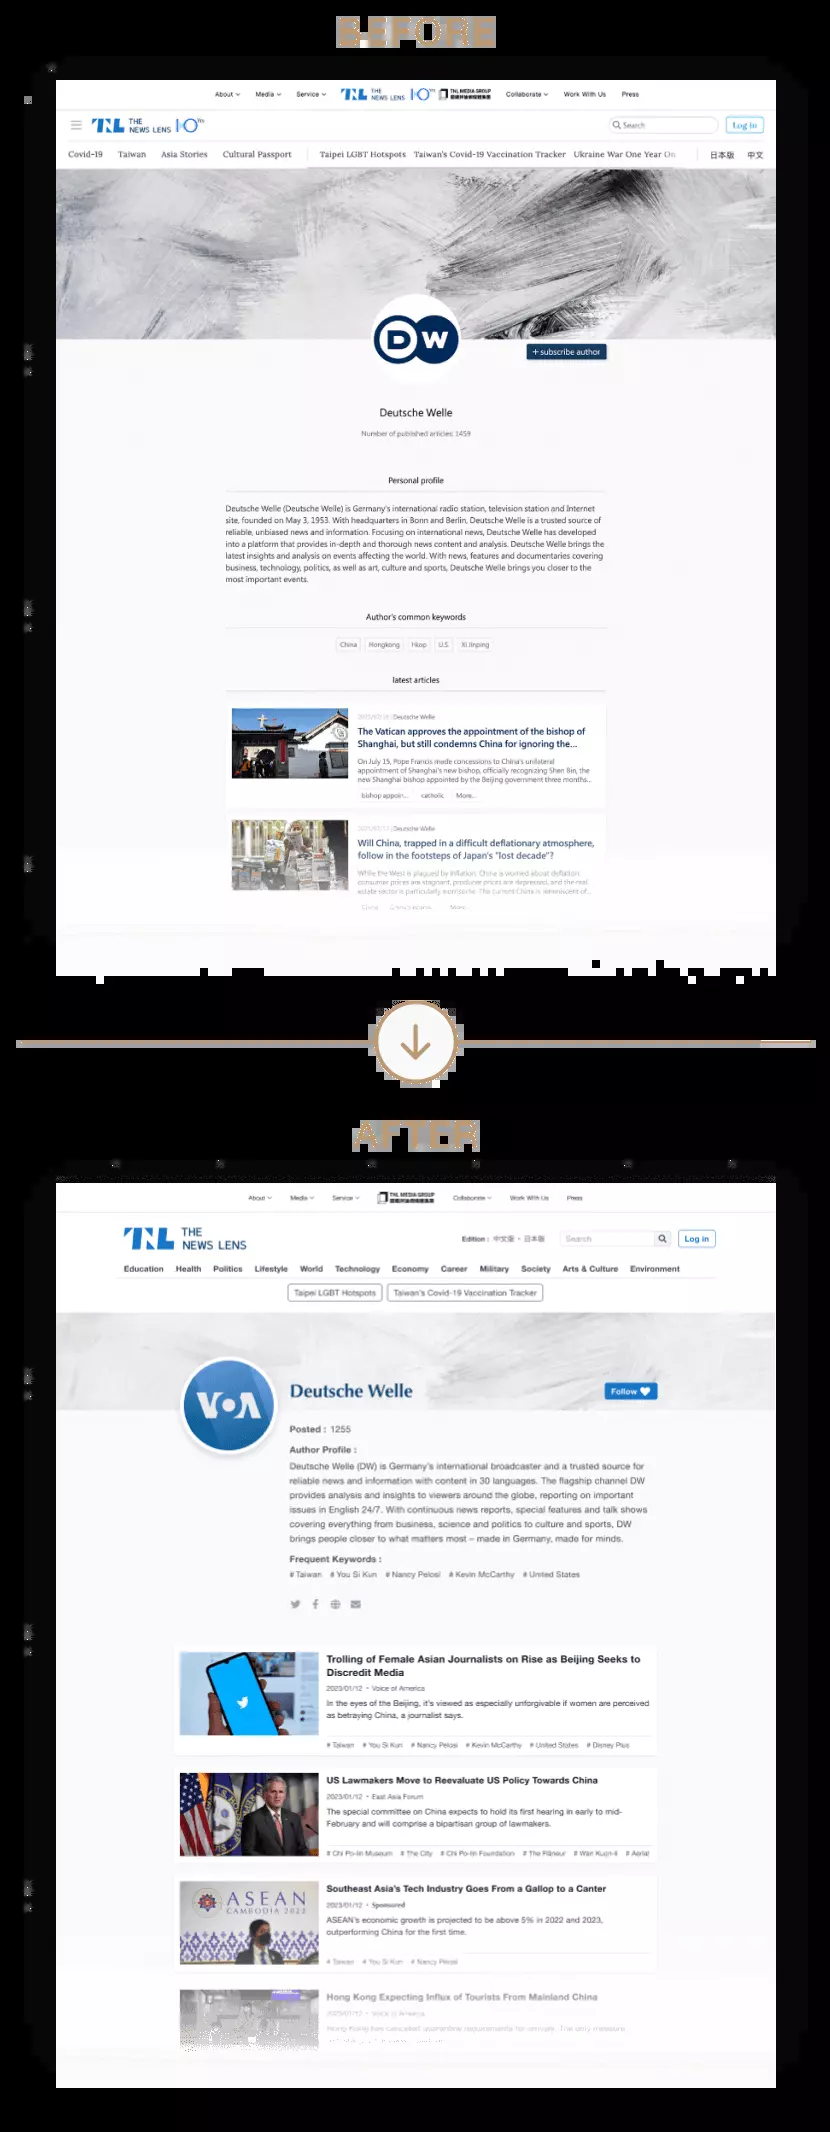 BEFORE
About Media Service TNL THE NEWS LENS 10 Yrs TNL MEDIA GROUP Collaborate Work With Us Press
TNL THE NEWS LENS 10 Yrs Search Log in
Covid-19 Taiwan Asia Stories Cultural Passport Taipei LGBT Hotspots Taiwan's Covid-19 Vaccination Tracker Ukraine War One Year On 日本版 中文
DW
+ subscribe author
Deutsche Welle
Number of published articles: 1459
Personal profile
Deutsche Welle (Deutsche Welle) is Germany's international radio station, television station and Internet
site, founded on May 3, 1953. With headquarters in Bonn and Berlin, Deutsche Welle is a trusted source of
reliable, unbiased news and information. Focusing on international news, Deutsche Welle has developed
into a platform that provides in-depth and thorough news content and analysis. Deutsche Welle brings the
latest insights and analysis on events affecting the world. With news, features and documentaries covering
business, technology, politics, as well as art, culture and sports, Deutsche Welle brings you closer to the
most important events.
Author's common keywords
China Hongkong hkop U.S Xi Jinping
latest articles
Deutsche Welle
The Vatican approves the appointment of the bishop of
Shanghai, but still condemns China for ignoring the...
On July 15, Pope Francis made concessions to China's unilateral
appointment of Shanghai's new bishop, officially recognizing Shen Bin, the
new Shanghai bishop appointed by the Beijing government three months...
bishop appoin... catholic More...
Deutsche Welle
Will China, trapped in a difficult deflationary atmosphere,
follow in the footsteps of Japan's "lost decade"?
While the West is plagued by inflation, China is worried about deflation:
consumer prices are stagnant, producer prices are depressed, and the real
estate sector is particularly worrisome. The current China is reminiscent of...
China More...
AFTER
About Media Service TNL MEDIA GROUP Collaborate Work With Us Press
TNL THE NEWS LENS Edition : 中文版 • 日本版 Search Log in
Education Health Politics Lifestyle World Technology Economy Career Military Society Arts & Culture Environment
Taipei LGBT Hotspots Taiwan's Covid-19 Vaccination Tracker
VOA
Deutsche Welle Follow
Posted : 1255
Author Profile :
Deutsche Welle (DW) is Germany's international broadcaster and a trusted source for
reliable news and information with content in 30 languages. The flagship channel DW
provides analysis and insights to viewers around the globe, reporting on important
issues in English 24/7. With continuous news reports, special features and talk shows
covering everything from business, science and politics to culture and sports, DW
brings people closer to what matters most – made in Germany, made for minds.
Frequent Keywords :
# Taiwan # You Si Kun # Nancy Pelosi # Kevin McCarthy # United States
Trolling of Female Asian Journalists on Rise as Beijing Seeks to
Discredit Media
2023/01/12 • Voice of America
In the eyes of the Beijing, it's viewed as especially unforgivable if women are perceived
as betraying China, a journalist says.
# Taiwan # You Si Kun # Nancy Pelosi # Kevin McCarthy # United States # Disney Plus
US Lawmakers Move to Reevaluate US Policy Towards China
2023/01/12 • East Asia Forum
The special committee on China expects to hold its first hearing in early to mid-
February and will comprise a bipartisan group of lawmakers.
# Chi Po-lin Museum # The City # Chi Po-lin Foundation # The Flâneur # Wan Kuan-li # Aerial
ASEAN
CAMBODIA 2022
Southeast Asia's Tech Industry Goes From a Gallop to a Canter
2023/01/12 • Sponsored
ASEAN's economic growth is projected to be above 5% in 2022 and 2023,
outperforming China for the first time.
# Taiwan # You Si Kun # Nancy Pelosi
Hong Kong Expecting Influx of Tourists From Mainland China
2023/01/12 • Voice of America
Hong Kong has cancelled quarantine requirements for arrivals. The only measure